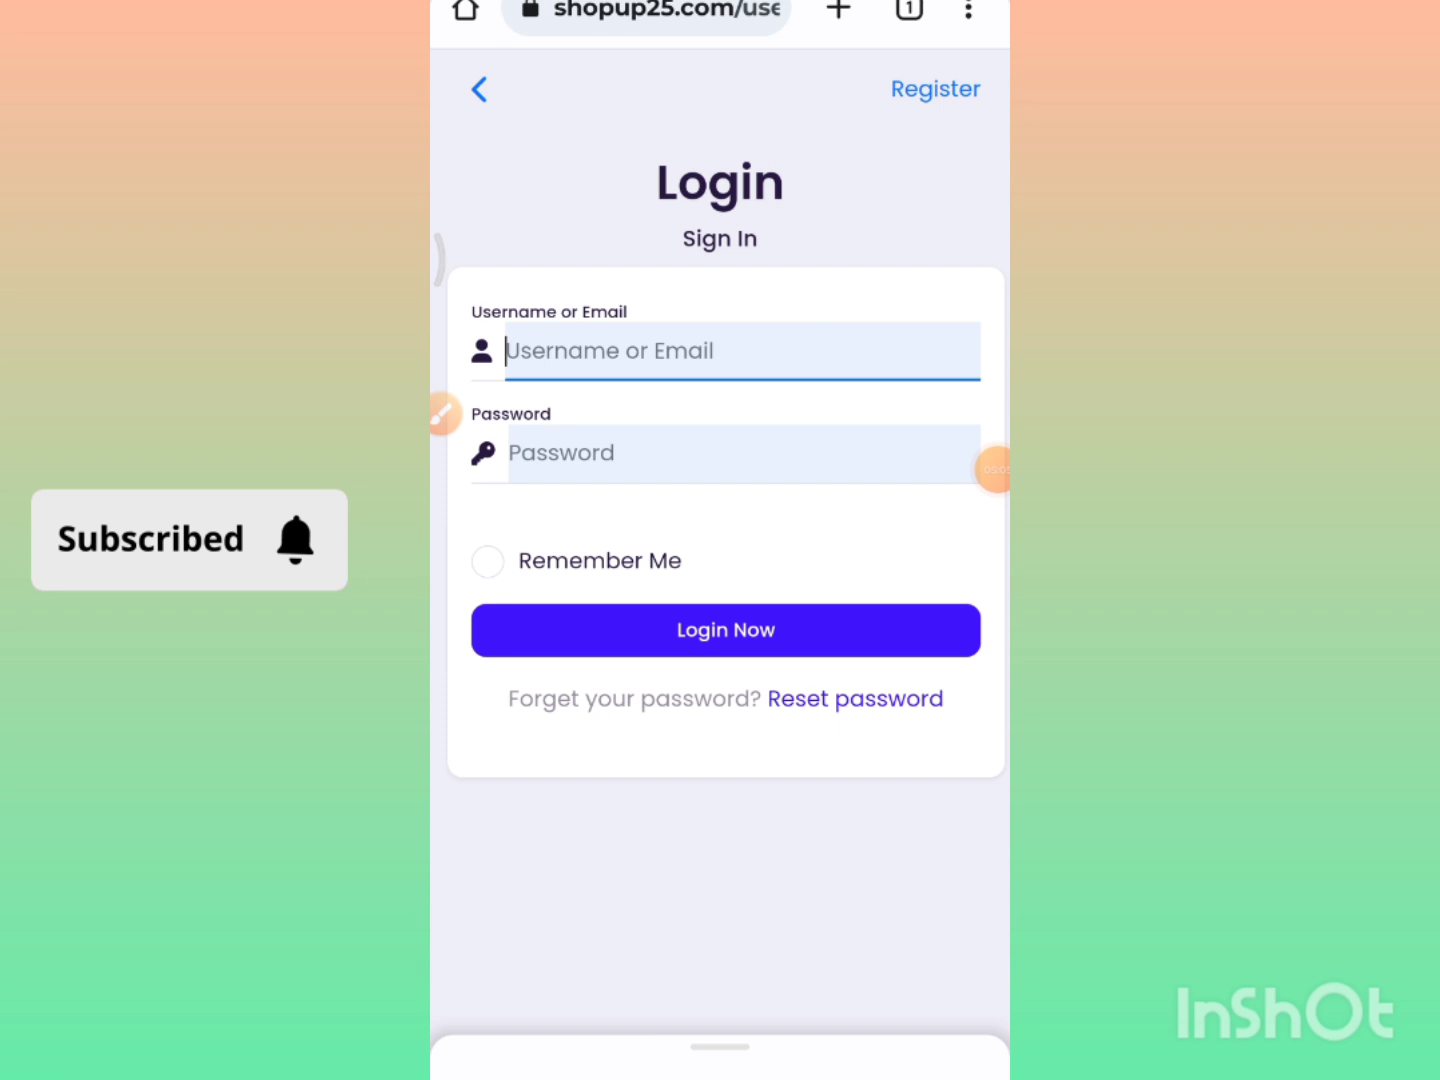 shopup25.com/use
1
Register
Login
Sign In
Username or Email
Username or Email
Password
Password
Subscribed
Remember Me
Login Now
Forget your password? Reset password
InShOt